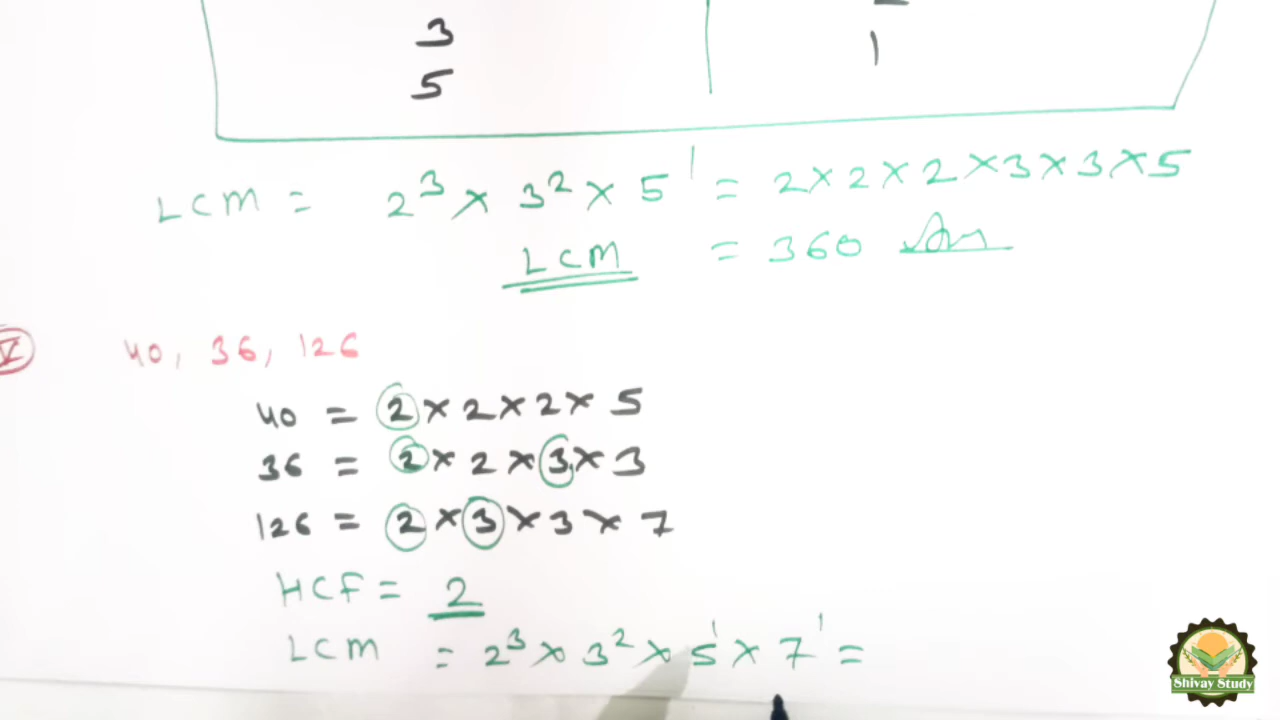 3
5
1
LCM = 2³ × 3² × 5¹ = 2×2×2×3×3×5
LCM = 360 Ans
V 40, 36, 126
40 = 2×2×2×5
36 = 2×2×3×3
126 = 2×3×3×7
HCF = 2
LCM = 2³ × 3² × 5¹ × 7¹ =
Shivay Study